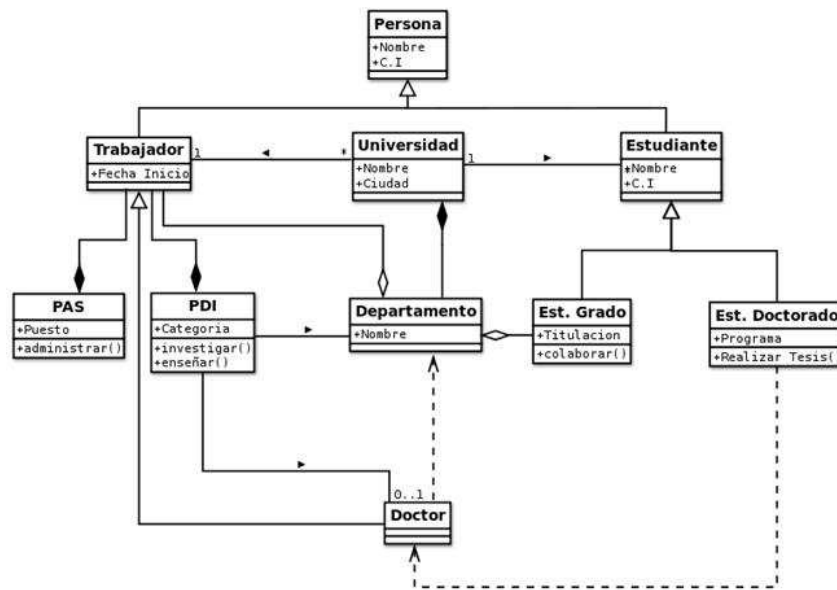 Persona
+Nombre
+C.I
Trabajador
+Fecha Inicio
1
◄
*
Universidad
+Nombre
+Ciudad
1
►
Estudiante
+Nombre
+C.I
PAS
+Puesto
+administrar()
PDI
+Categoria
+investigar()
+enseñar()
►
Departamento
+Nombre
Est. Grado
+Titulacion
+colaborar()
Est. Doctorado
+Programa
+Realizar Tesis()
►
0..1
Doctor